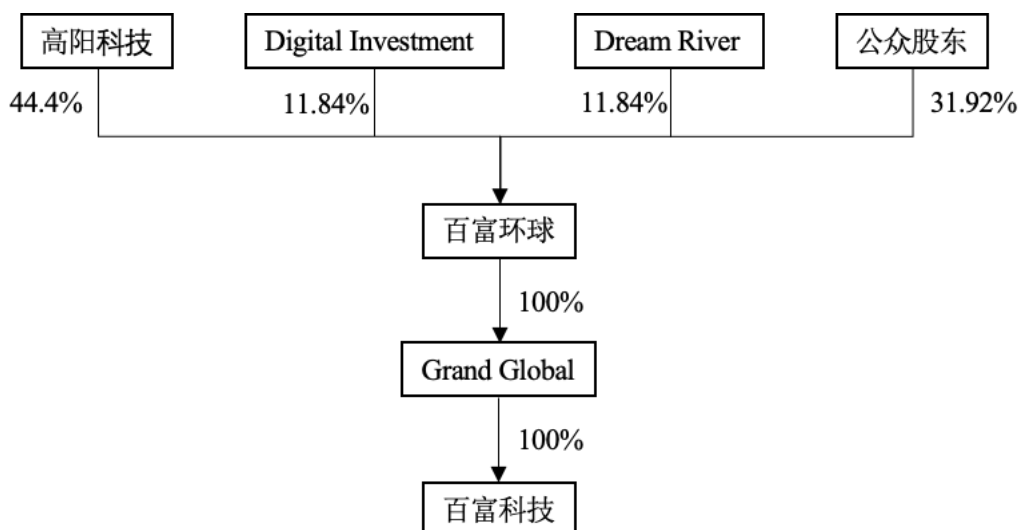 高阳科技
Digital Investment
Dream River
公众股东
44.4%
11.84%
11.84%
31.92%
百富环球
100%
Grand Global
100%
百富科技